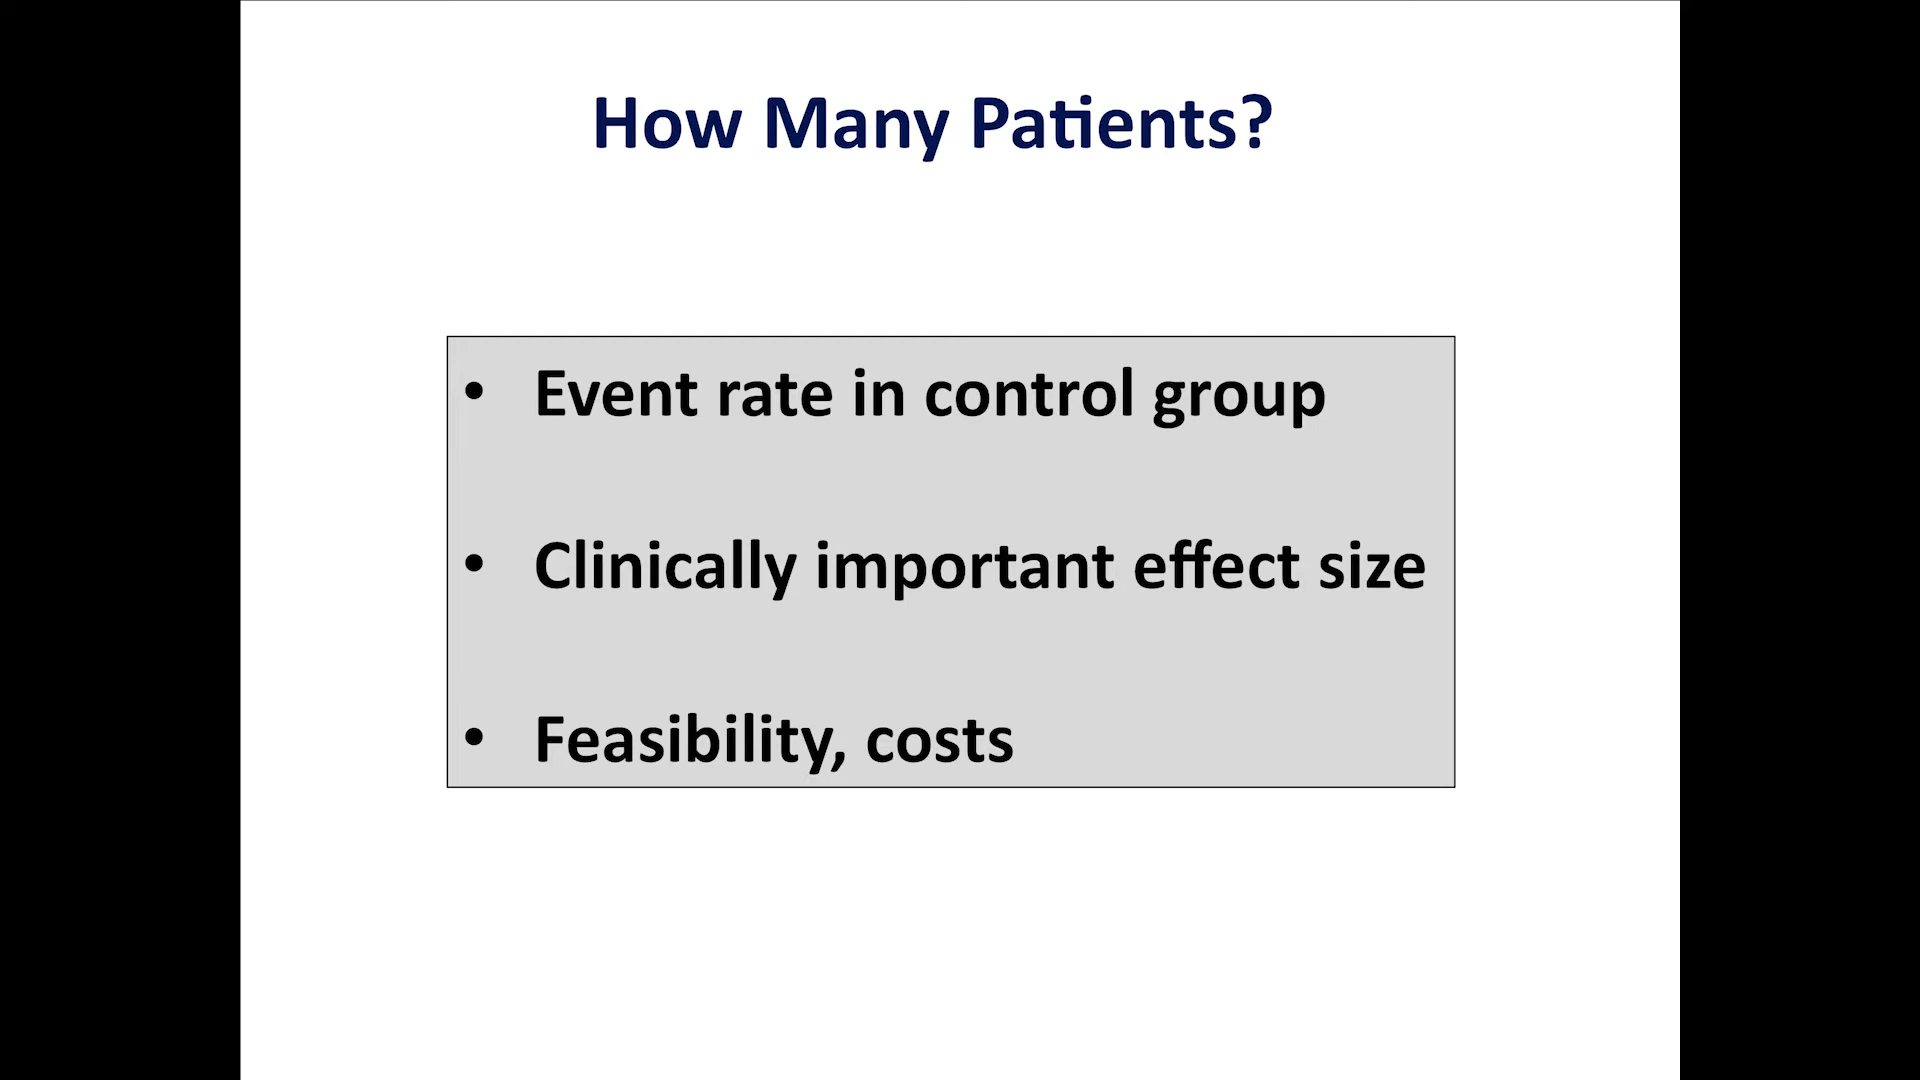 How Many Patients?
• Event rate in control group
• Clinically important effect size
• Feasibility, costs